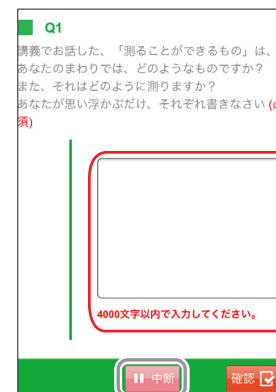 Q1
講義でお話した、「測ることができるもの」は、
あなたのまわりでは、どのようなものですか？
また、それはどのように測りますか？
あなたが思い浮かぶだけ、それぞれ書きなさい (必
須)
4000文字以内で入力してください。
中断
確認